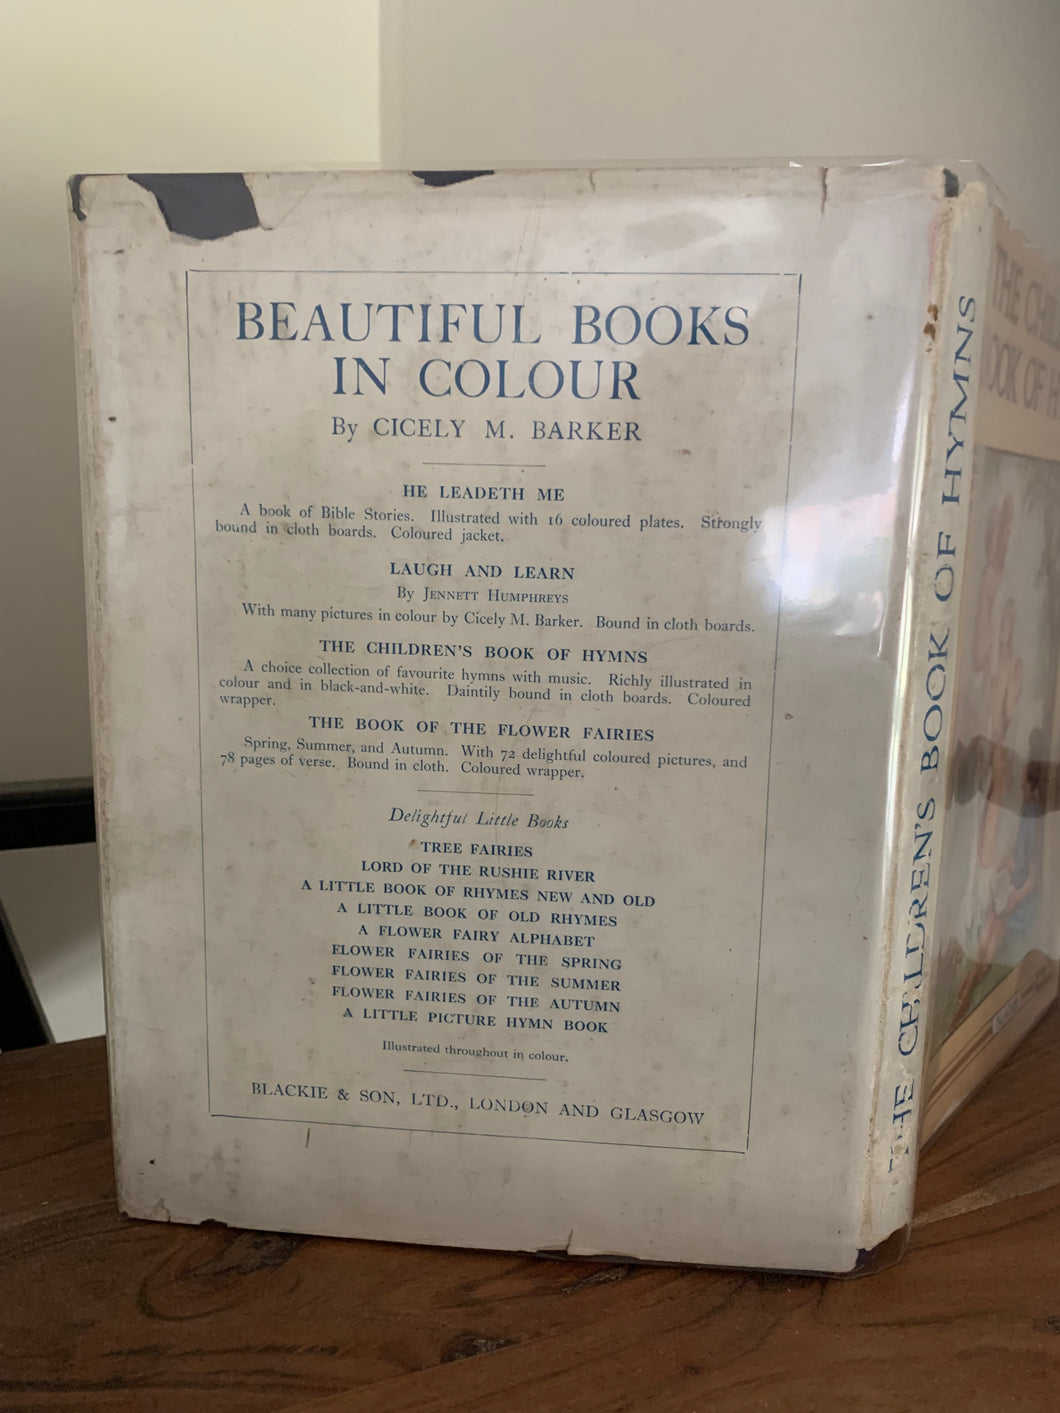 BEAUTIFUL BOOKS
IN COLOUR
By CICELY M. BARKER
HE LEADETH ME
A book of Bible Stories. Illustrated with 16 coloured plates. Strongly
bound in cloth boards. Coloured jacket.
LAUGH AND LEARN
By JENNETT HUMPHREYS
With many pictures in colour by Cicely M. Barker. Bound in cloth boards.
THE CHILDREN'S BOOK OF HYMNS
A choice collection of favourite hymns with music. Richly illustrated in
colour and in black-and-white. Daintily bound in cloth boards. Coloured
wrapper.
THE BOOK OF THE FLOWER FAIRIES
Spring, Summer, and Autumn. With 72 delightful coloured pictures, and
78 pages of verse. Bound in cloth. Coloured wrapper.
Delightful Little Books
TREE FAIRIES
LORD OF THE RUSHIE RIVER
A LITTLE BOOK OF RHYMES NEW AND OLD
A LITTLE BOOK OF OLD RHYMES
A FLOWER FAIRY ALPHABET
FLOWER FAIRIES OF THE SPRING
FLOWER FAIRIES OF THE SUMMER
FLOWER FAIRIES OF THE AUTUMN
A LITTLE PICTURE HYMN BOOK
Illustrated throughout in colour.
BLACKIE & SON, LTD., LONDON AND GLASGOW
THE CHILDREN'S BOOK OF HYMNS
THE
OF